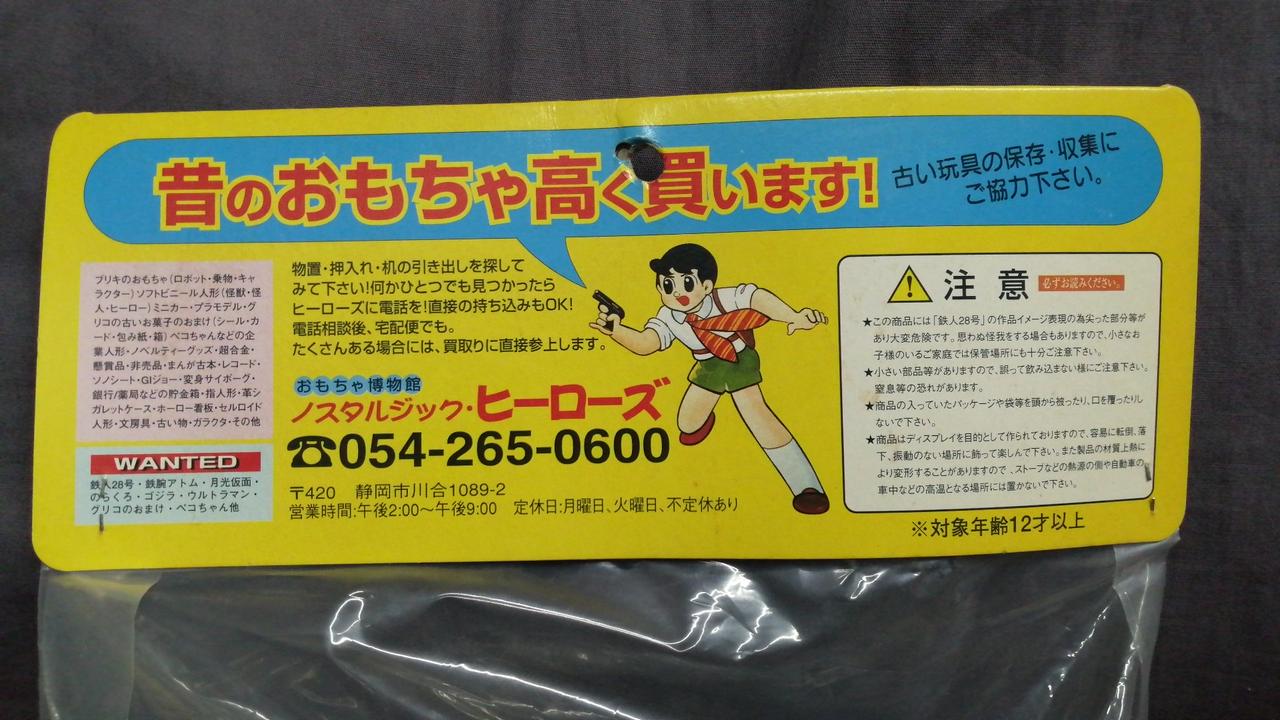 昔のおもちゃ高く買います!
古い玩具の保存・収集に
ご協力下さい。
ブリキのおもちゃ(ロボット・乗物・キャ
ラクター)ソフトビニール人形(怪獣・怪
人・ヒーロー)ミニカー・プラモデル・グ
リコの古いお菓子のおまけ(シール・カ
ード・包み紙・箱)ペコちゃんなどの企
業人形・ノベルティーグッズ・超合金・
懸賞品・非売品・まんが古本・レコード・
ソノシート・GIジョー・変身サイボーグ・
銀行/薬局などの貯金箱・指人形・革シ
ガレットケース・ホーロー看板・セルロイド
人形・文房具・古い物・ガラクタ・その他
WANTED
鉄人28号・鉄腕アトム・月光仮面・
のらくろ・ゴジラ・ウルトラマン・
グリコのおまけ・ペコちゃん他
物置・押入れ・机の引き出しを探して
みて下さい!何かひとつでも見つかったら
ヒーローズに電話を!直接の持ち込みもOK!
電話相談後、宅配便でも。
たくさんある場合には、買取りに直接参上します。
おもちゃ博物館
ノスタルジック・ヒーローズ
☎054-265-0600
〒420 静岡市川合1089-2
営業時間:午後2:00〜午後9:00 定休日:月曜日、火曜日、不定休あり
注意 必ずお読みください。
★この商品には「鉄人28号」の作品イメージ表現の為尖った部分等が
あり大変危険です。思わぬ怪我をする場合もありますので、小さなお
子様のいるご家庭では保管場所にも十分ご注意下さい。
★小さい部品等がありますので、誤って飲み込まない様にご注意下さい。
窒息等の恐れがあります。
★商品の入っていたパッケージや袋等を頭から被ったり、口を覆ったりし
ないで下さい。
★商品はディスプレイを目的として作られておりますので、容易に転倒、落
下、振動のない場所に飾って楽しんで下さい。また製品の材質上熱に
より変形することがありますので、ストーブなどの熱源の側や自動車の
車中などの高温となる場所には置かないで下さい。
※対象年齢12才以上